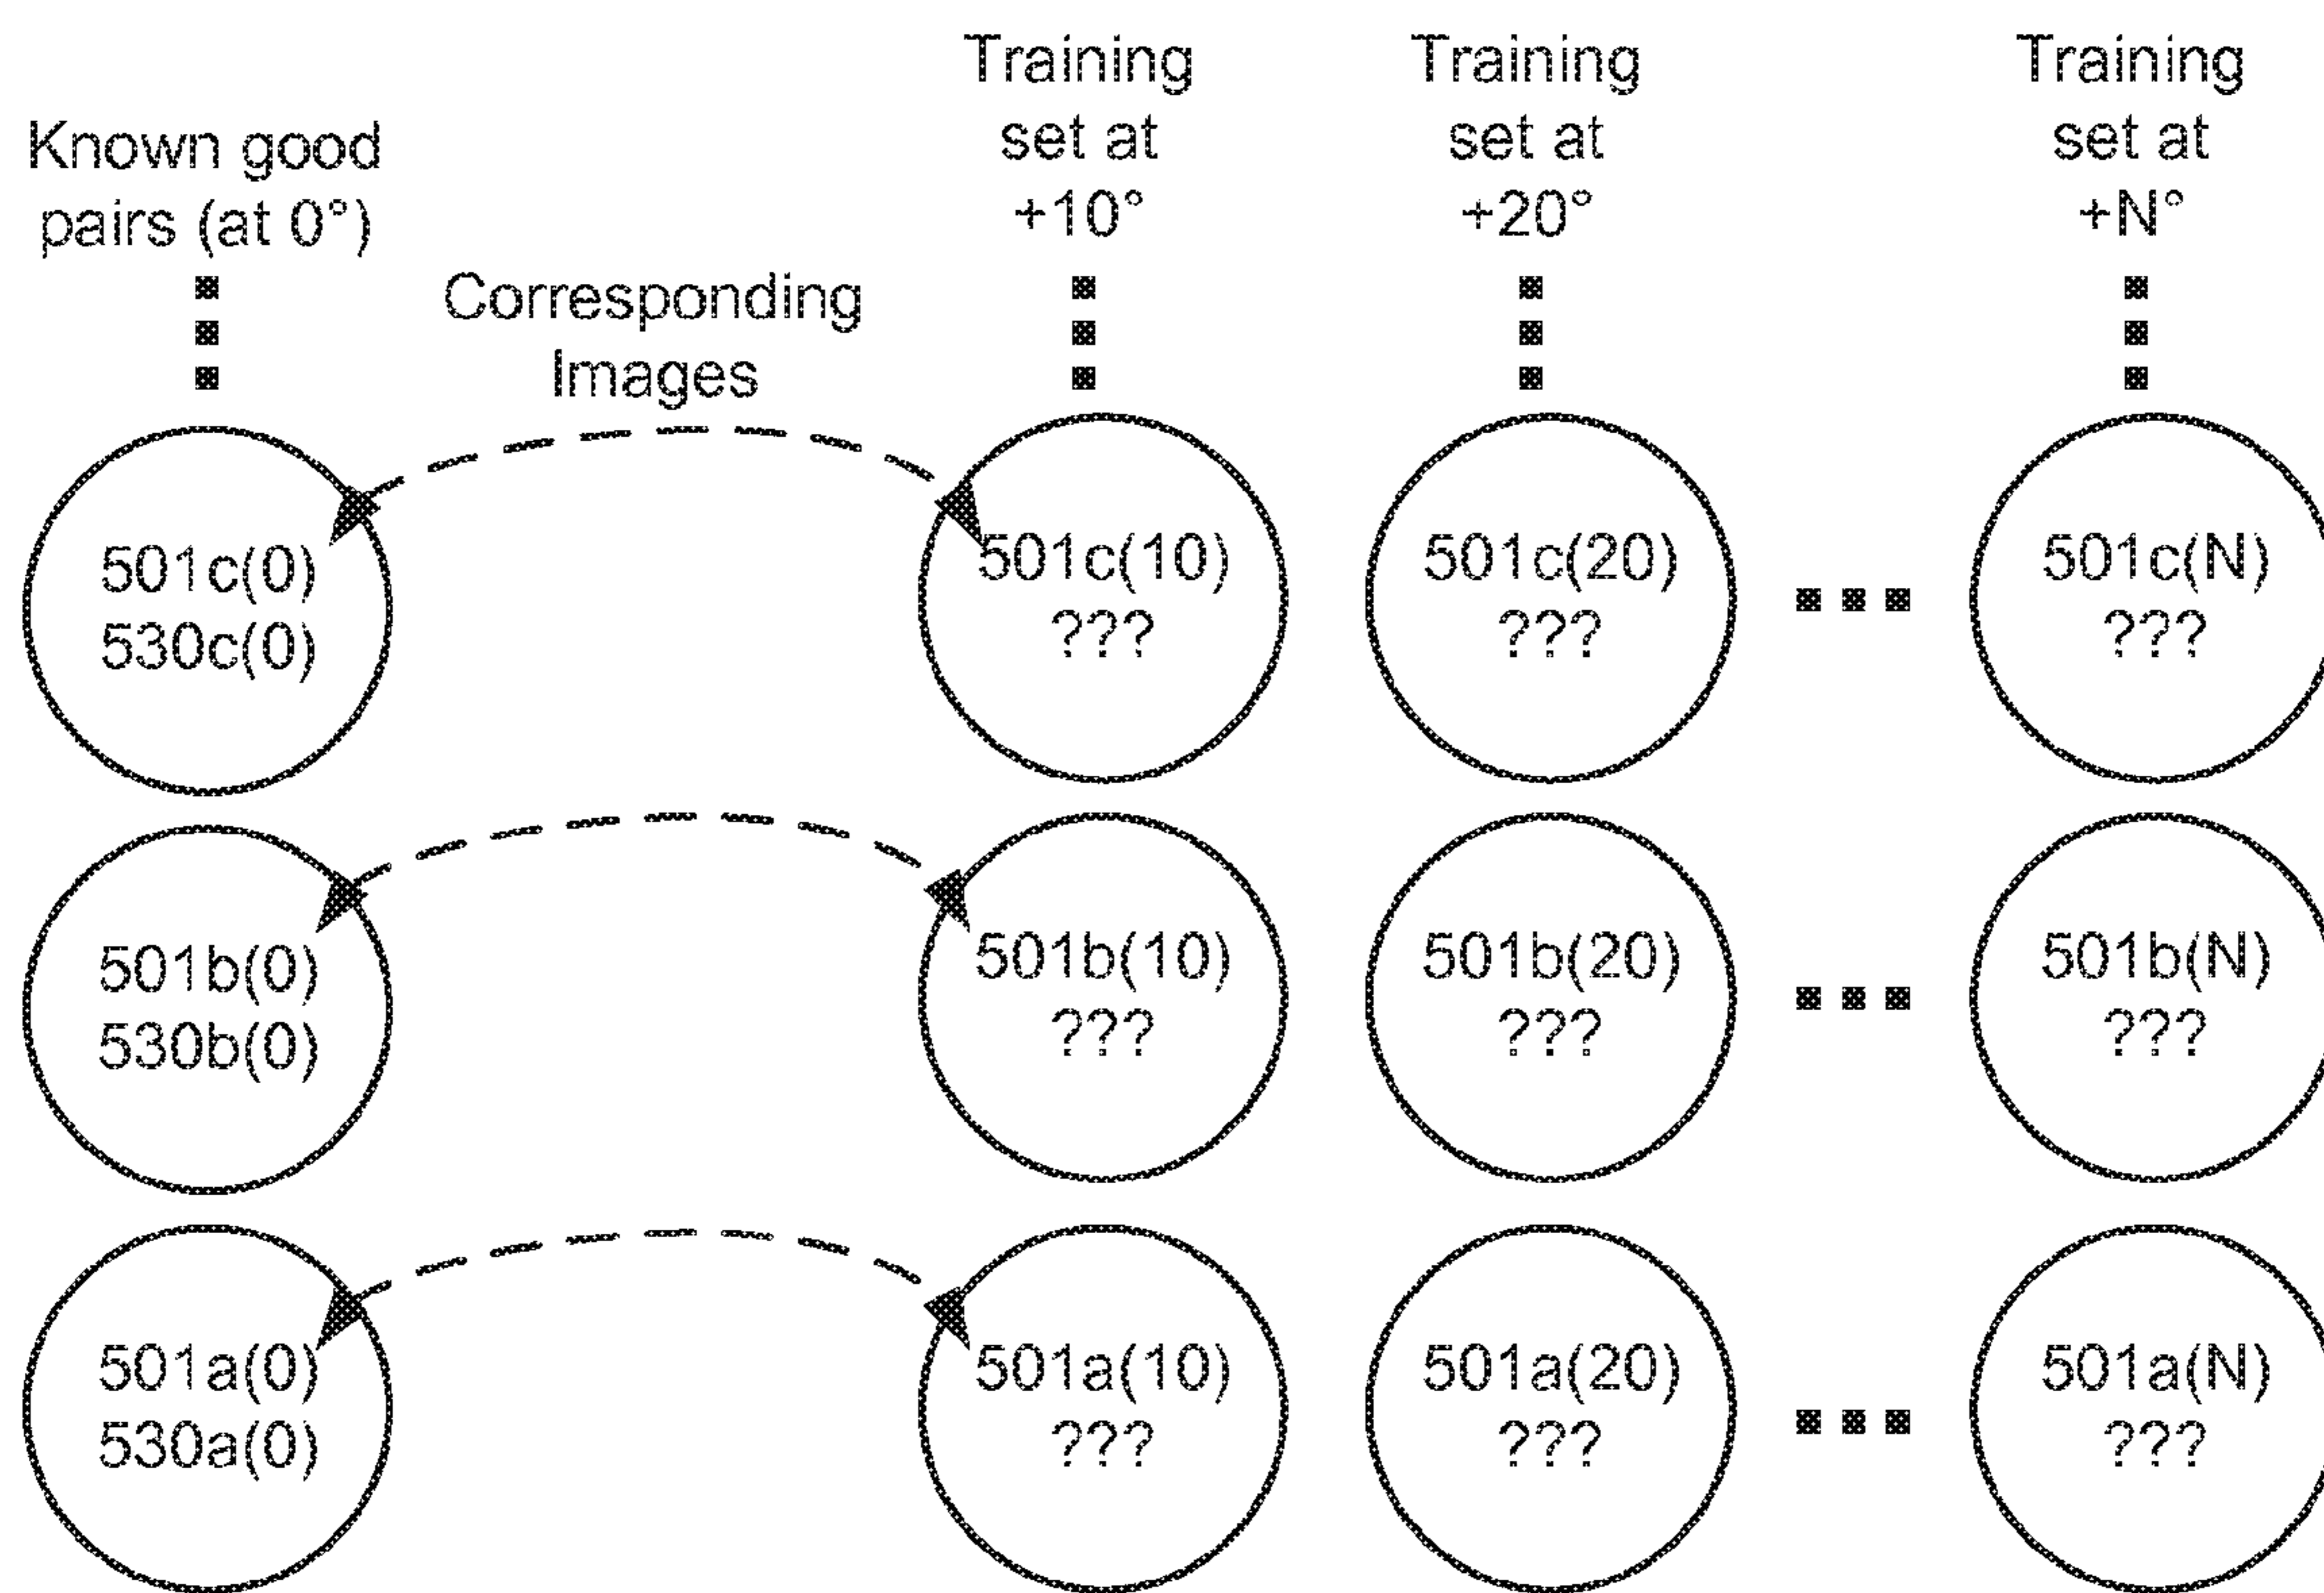 Known good
pairs (at 0°)
Corresponding
Images
Training
set at
+10°
Training
set at
+20°
Training
set at
+N°
501c(0)
530c(0)
501c(10)
???
501c(20)
???
501c(N)
???
501b(0)
530b(0)
501b(10)
???
501b(20)
???
501b(N)
???
501a(0)
530a(0)
501a(10)
???
501a(20)
???
501a(N)
???